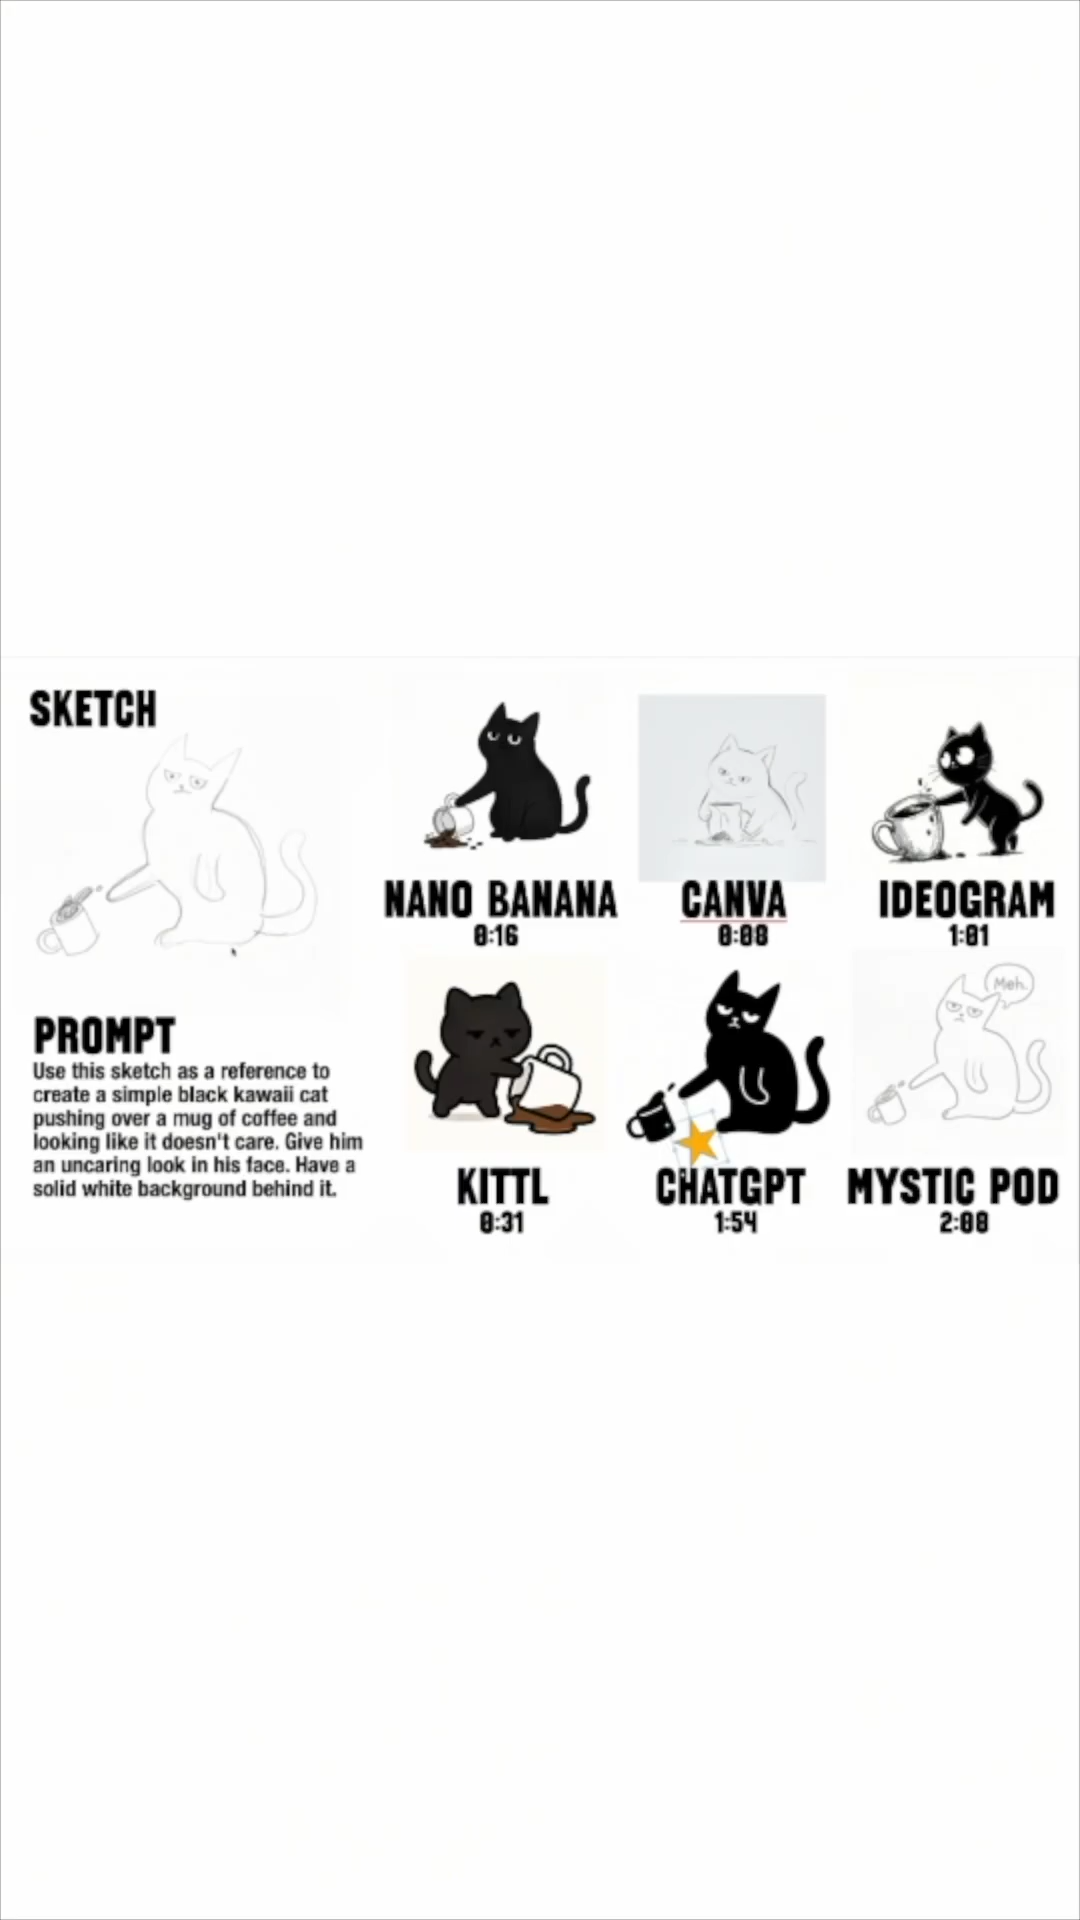 SKETCH
PROMPT
Use this sketch as a reference to
create a simple black kawaii cat
pushing over a mug of coffee and
looking like it doesn't care. Give him
an uncaring look in his face. Have a
solid white background behind it.
NANO BANANA
0:16
CANVA
0:08
IDEOGRAM
1:01
KITTL
0:31
CHATGPT
1:54
Meh.
MYSTIC POD
2:08